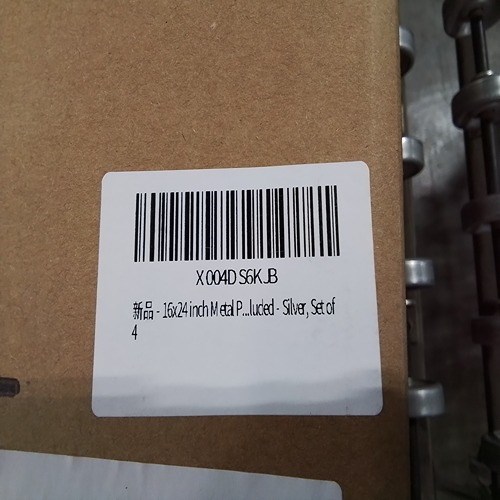 X004DS6KJB
新品 - 16x24 inch Metal P...luded - Silver, Set of
4